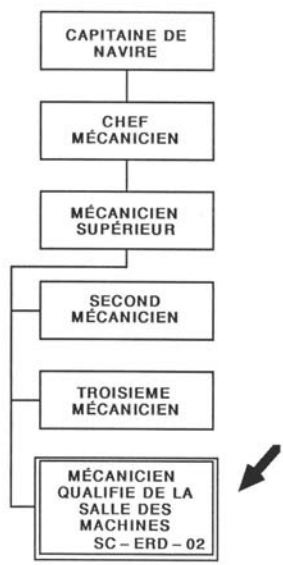 CAPITAINE DE
NAVIRE
CHEF
MÉCANICIEN
MÉCANICIEN
SUPÉRIEUR
SECOND
MÉCANICIEN
TROISIEME
MÉCANICIEN
MÉCANICIEN
QUALIFIE DE LA
SALLE DES
MACHINES
SC – ERD – 02